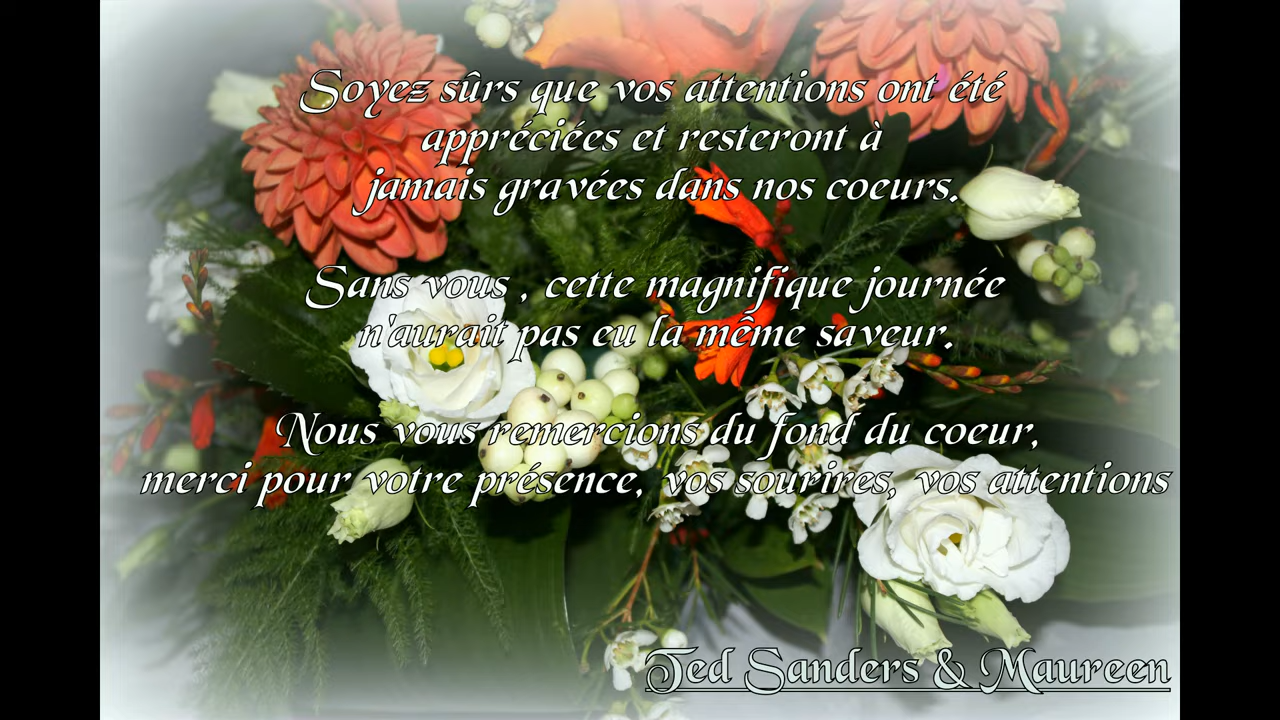 Soyez sûrs que vos attentions ont été
appréciées et resteront à
jamais gravées dans nos coeurs.
Sans vous , cette magnifique journée
n'aurait pas eu la même saveur.
Nous vous remercions du fond du coeur,
merci pour votre présence, vos sourires, vos attentions
Ted Sanders & Maureen